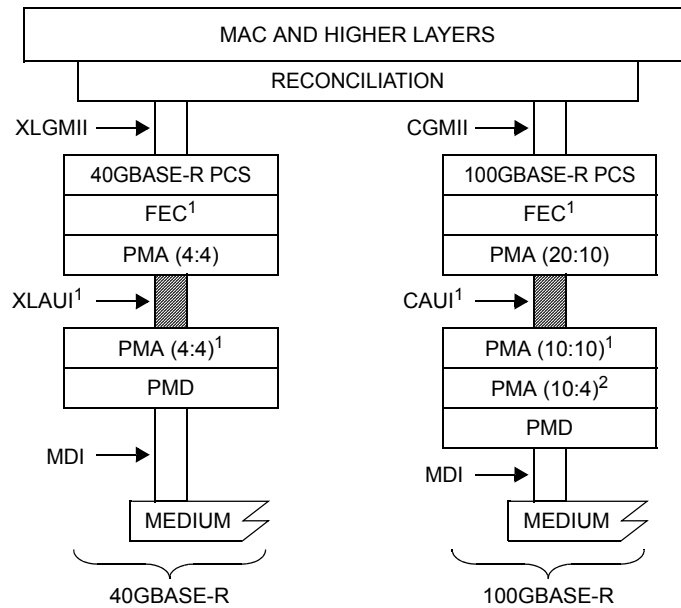 MAC AND HIGHER LAYERS
RECONCILIATION
XLGMII
40GBASE-R PCS
FEC¹
PMA (4:4)
XLAUI¹
PMA (4:4)¹
PMD
MDI
MEDIUM
40GBASE-R
CGMII
100GBASE-R PCS
FEC¹
PMA (20:10)
CAUI¹
PMA (10:10)¹
PMA (10:4)²
PMD
MDI
MEDIUM
100GBASE-R